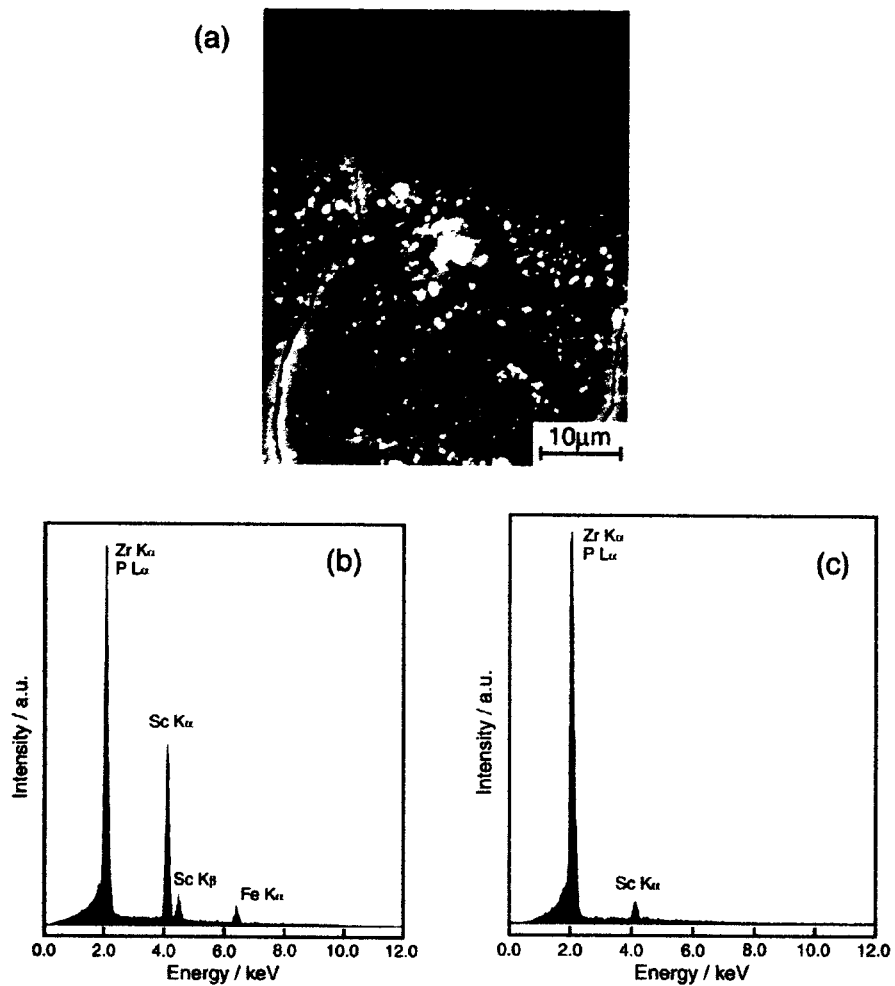 (a)
10μm
Zr Kα
P Lα
(b)
Sc Kα
Sc Kβ
Fe Kα
Intensity / a.u.
0.0 2.0 4.0 6.0 8.0 10.0 12.0
Energy / keV
Zr Kα
P Lα
(c)
Sc Kα
Intensity / a.u.
0.0 2.0 4.0 6.0 8.0 10.0 12.0
Energy / keV